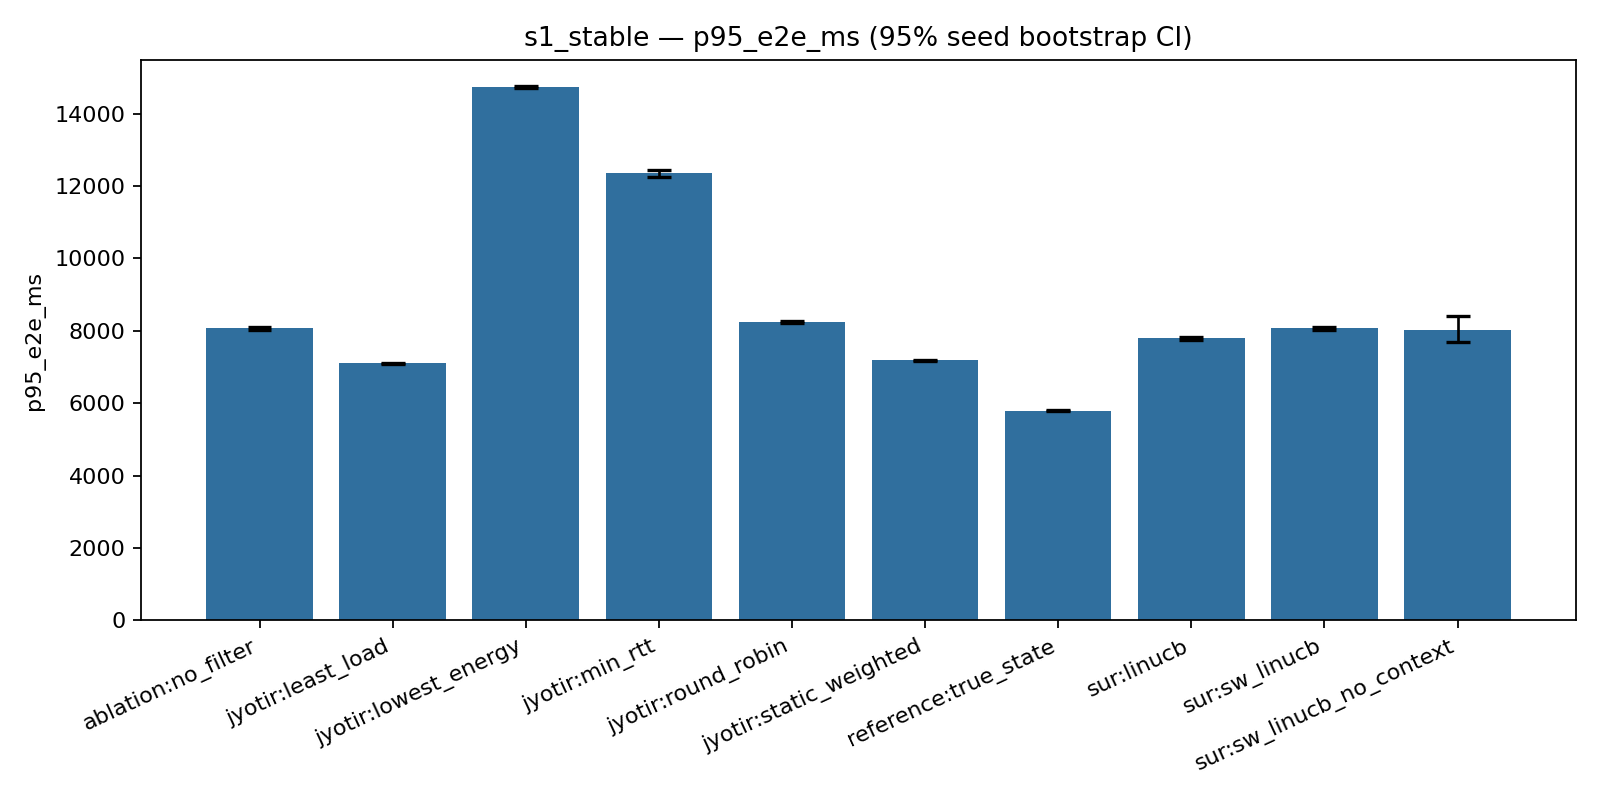 s1_stable — p95_e2e_ms (95% seed bootstrap CI)
p95_e2e_ms
14000
12000
10000
8000
6000
4000
2000
0
ablation:no_filter
jyotir:least_load
jyotir:lowest_energy
jyotir:min_rtt
jyotir:round_robin
jyotir:static_weighted
reference:true_state
sur:linucb
sur:sw_linucb
sur:sw_linucb_no_context